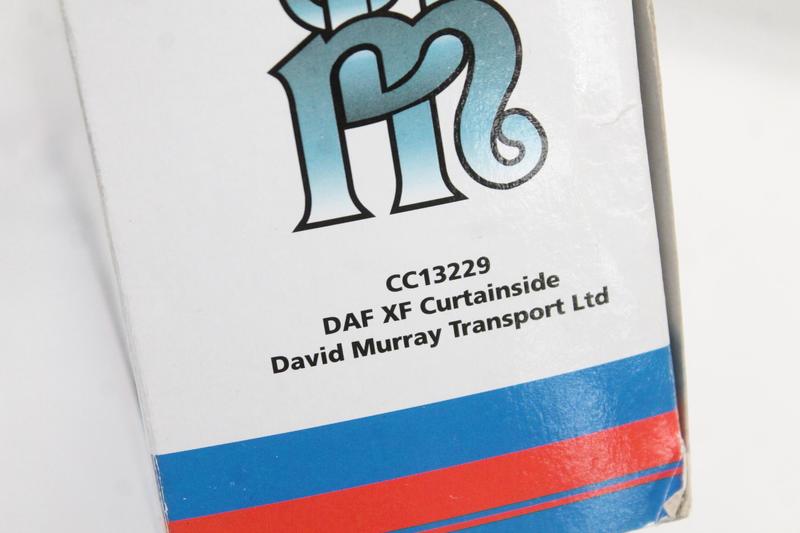 CC13229
DAF XF Curtainside
David Murray Transport Ltd